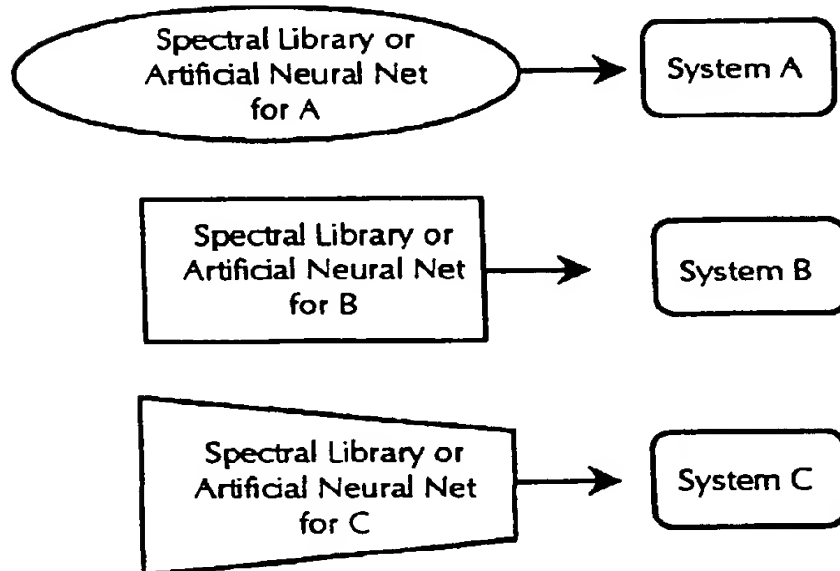 Spectral Library or
Artificial Neural Net
for A
System A
Spectral Library or
Artificial Neural Net
for B
System B
Spectral Library or
Artificial Neural Net
for C
System C